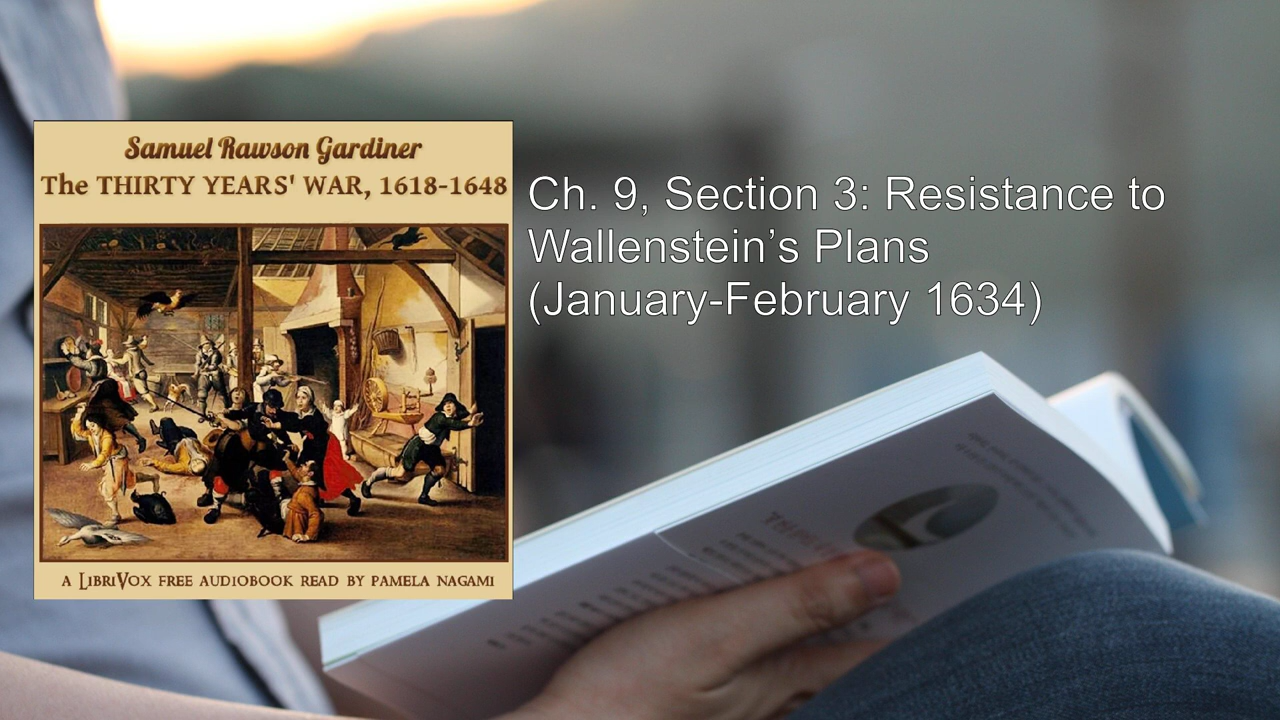 Samuel Rawson Gardiner
The THIRTY YEARS' WAR, 1618-1648
A LIBRIVOX FREE AUDIOBOOK READ BY PAMELA NAGAMI
Ch. 9, Section 3: Resistance to
Wallenstein’s Plans
(January-February 1634)